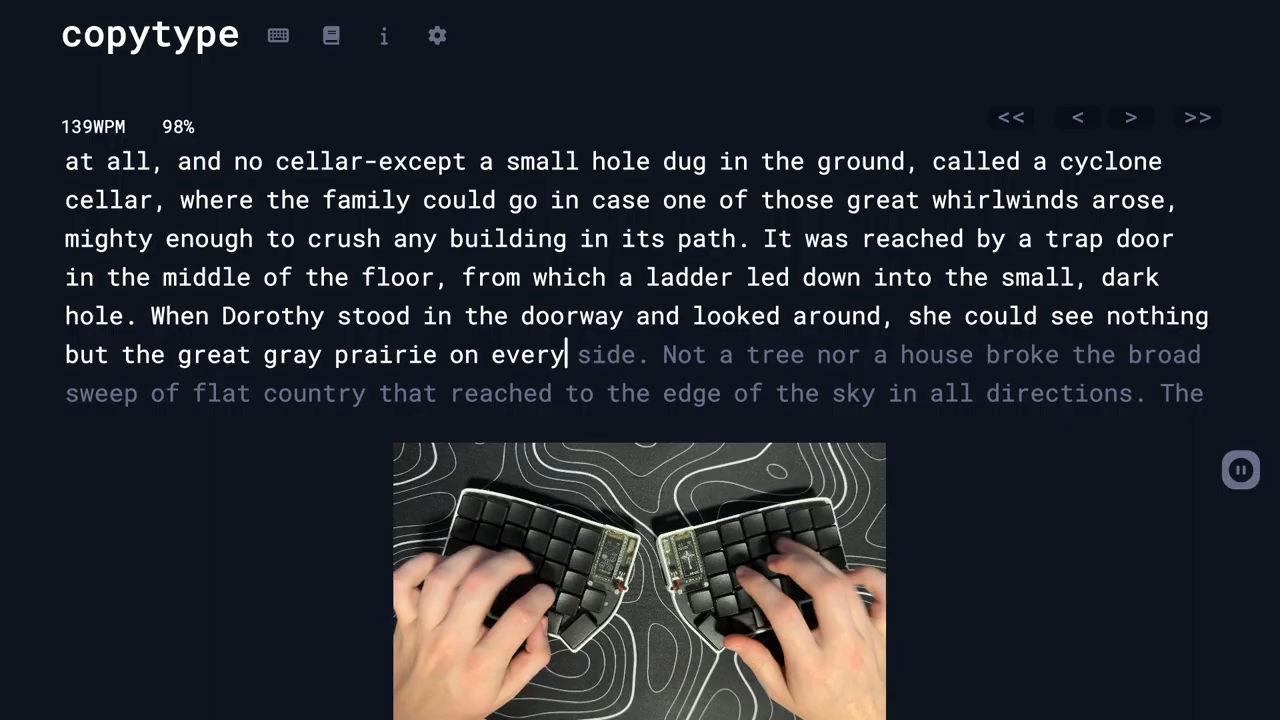 copytype
139WPM 98%
<< < > >>
at all, and no cellar-except a small hole dug in the ground, called a cyclone
cellar, where the family could go in case one of those great whirlwinds arose,
mighty enough to crush any building in its path. It was reached by a trap door
in the middle of the floor, from which a ladder led down into the small, dark
hole. When Dorothy stood in the doorway and looked around, she could see nothing
but the great gray prairie on every side. Not a tree nor a house broke the broad
sweep of flat country that reached to the edge of the sky in all directions. The